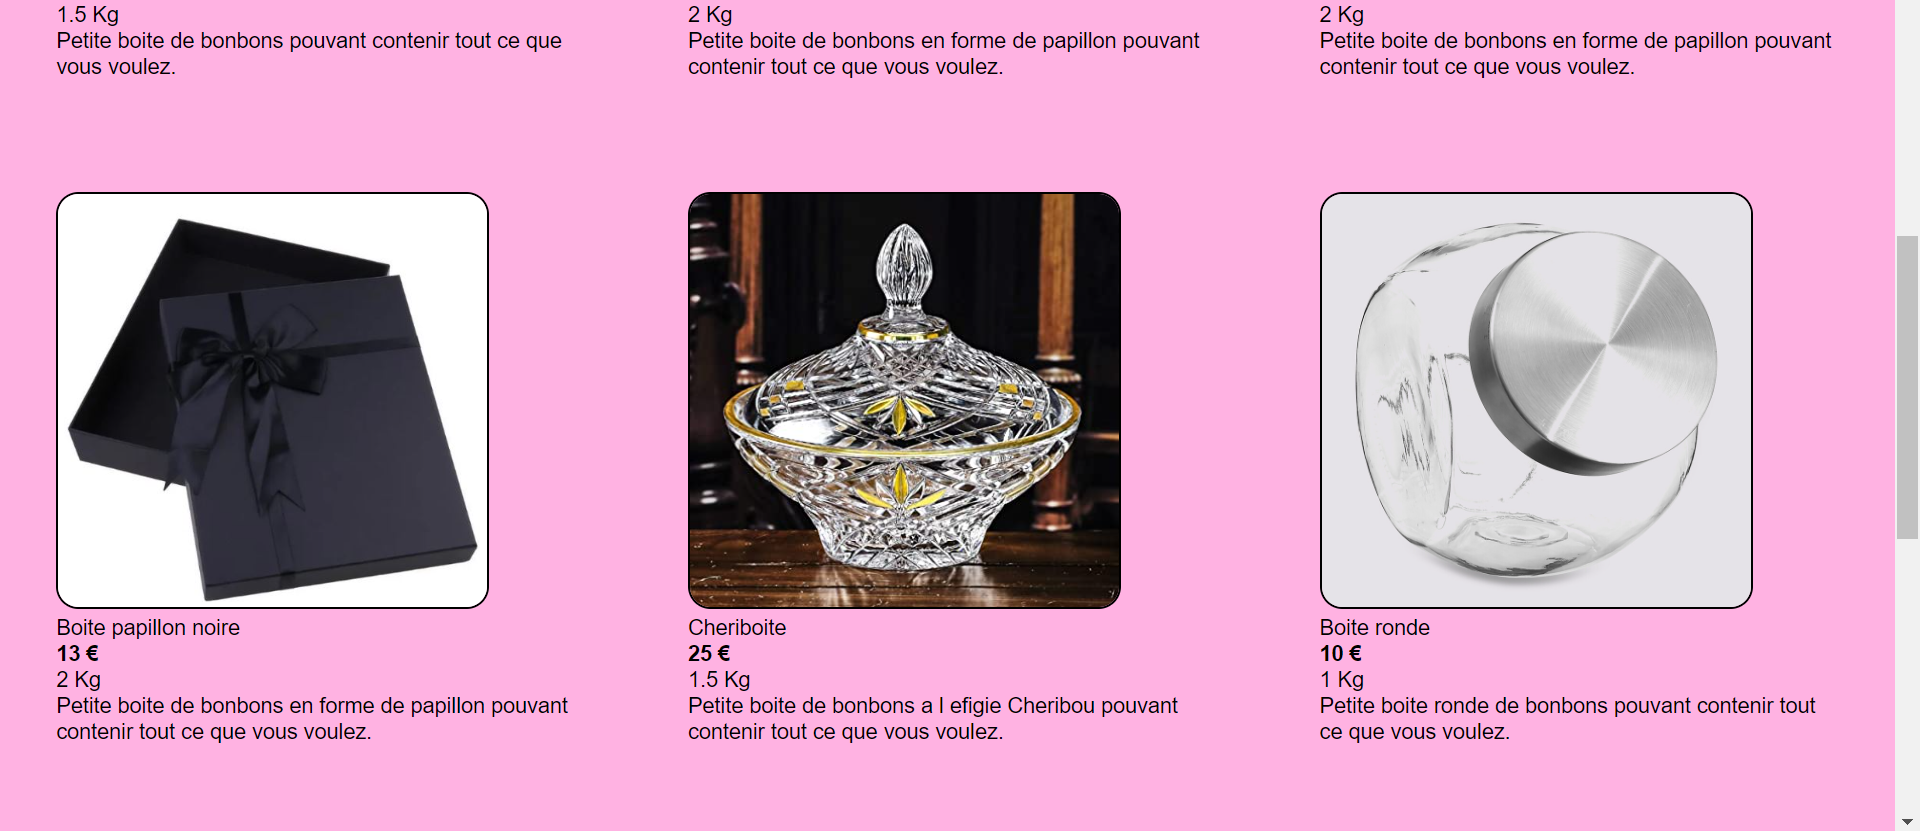 1.5 Kg
Petite boite de bonbons pouvant contenir tout ce que
vous voulez.
2 Kg
Petite boite de bonbons en forme de papillon pouvant
contenir tout ce que vous voulez.
2 Kg
Petite boite de bonbons en forme de papillon pouvant
contenir tout ce que vous voulez.
Boite papillon noire
13 €
2 Kg
Petite boite de bonbons en forme de papillon pouvant
contenir tout ce que vous voulez.
Cheriboite
25 €
1.5 Kg
Petite boite de bonbons a l efigie Cheribou pouvant
contenir tout ce que vous voulez.
Boite ronde
10 €
1 Kg
Petite boite ronde de bonbons pouvant contenir tout
ce que vous voulez.